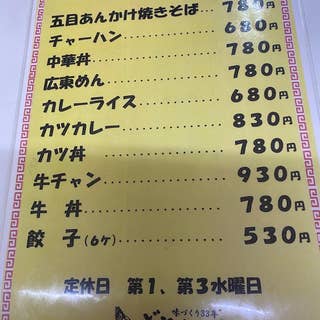 五目あんかけ焼きそば...780円
チャーハン............680円
中華丼............780円
広東めん............780円
カレーライス............680円
カツカレー............830円
カツ丼............780円
牛チャン............930円
牛　丼............780円
餃　子(6ケ)............530円
定休日　第1、第3水曜日
味づくり33年